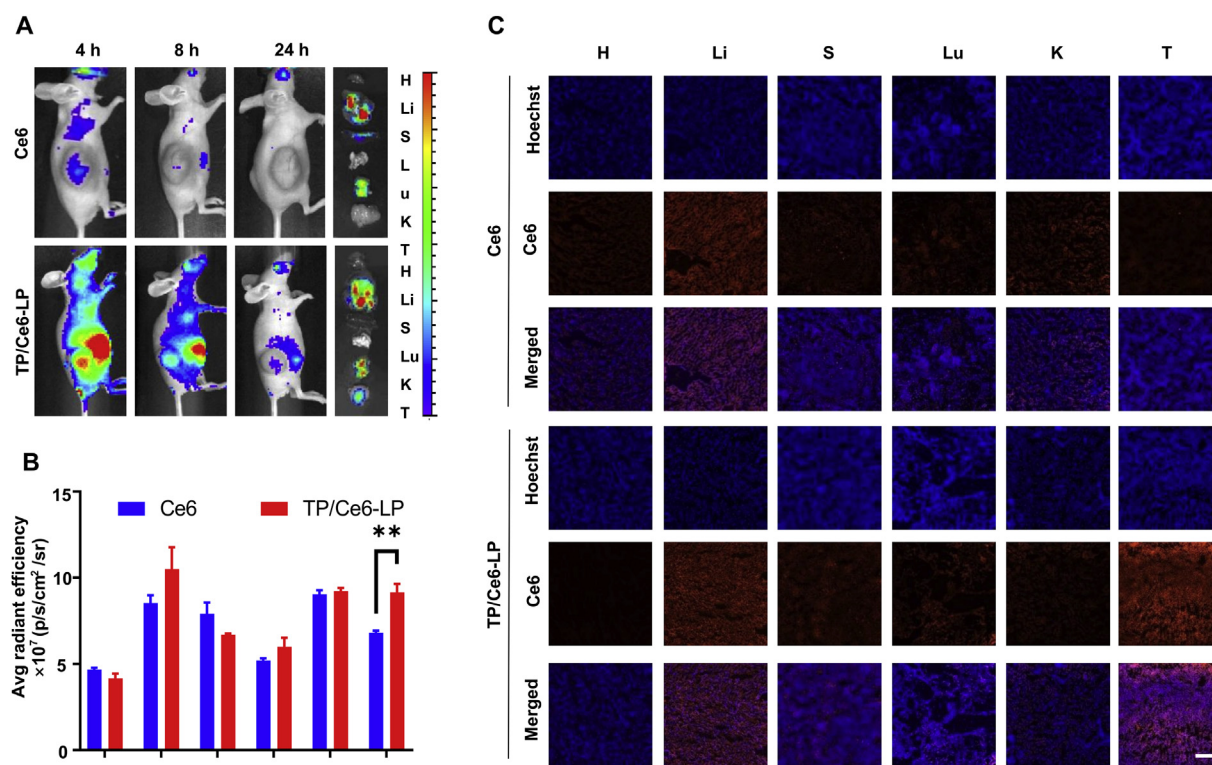 A
4 h 8 h 24 h
Ce6
H
Li
S
L
u
K
T
TP/Ce6-LP
H
Li
S
Lu
K
T
B
Avg radiant efficiency
×10⁷ (p/s/cm² /sr)
15
10
5
0
Ce6 TP/Ce6-LP
**
C
H Li S Lu K T
Ce6
Hoechst
Ce6
Merged
TP/Ce6-LP
Hoechst
Ce6
Merged